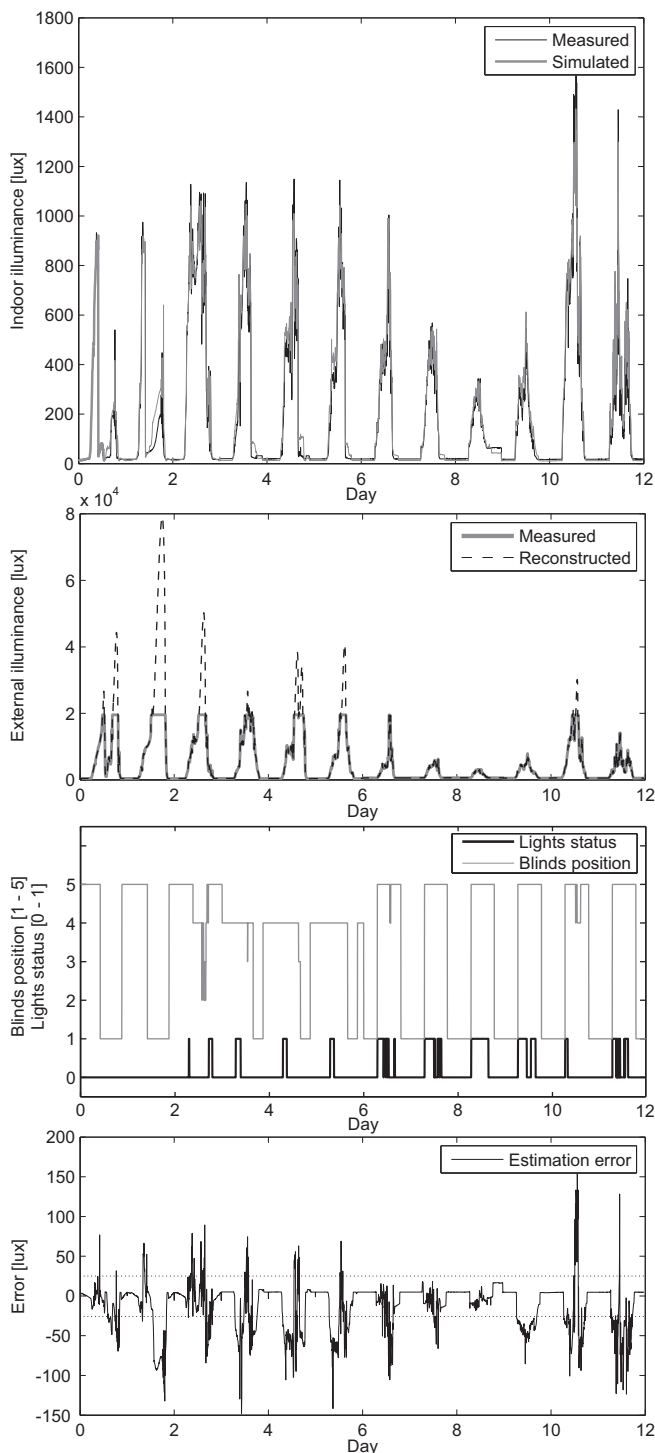 1800
1600
1400
1200
1000
800
600
400
200
0
Indoor illuminance [lux]
Measured
Simulated
0 2 4 6 8 10 12
Day
x 10^4
8
6
4
2
0
External illuminance [lux]
Measured
Reconstructed
0 2 4 6 8 10 12
Day
Blinds position [1 - 5]
Lights status [0 - 1]
5
4
3
2
1
0
Lights status
Blinds position
0 2 4 6 8 10 12
Day
200
150
100
50
0
-50
-100
-150
Error [lux]
Estimation error
0 2 4 6 8 10 12
Day